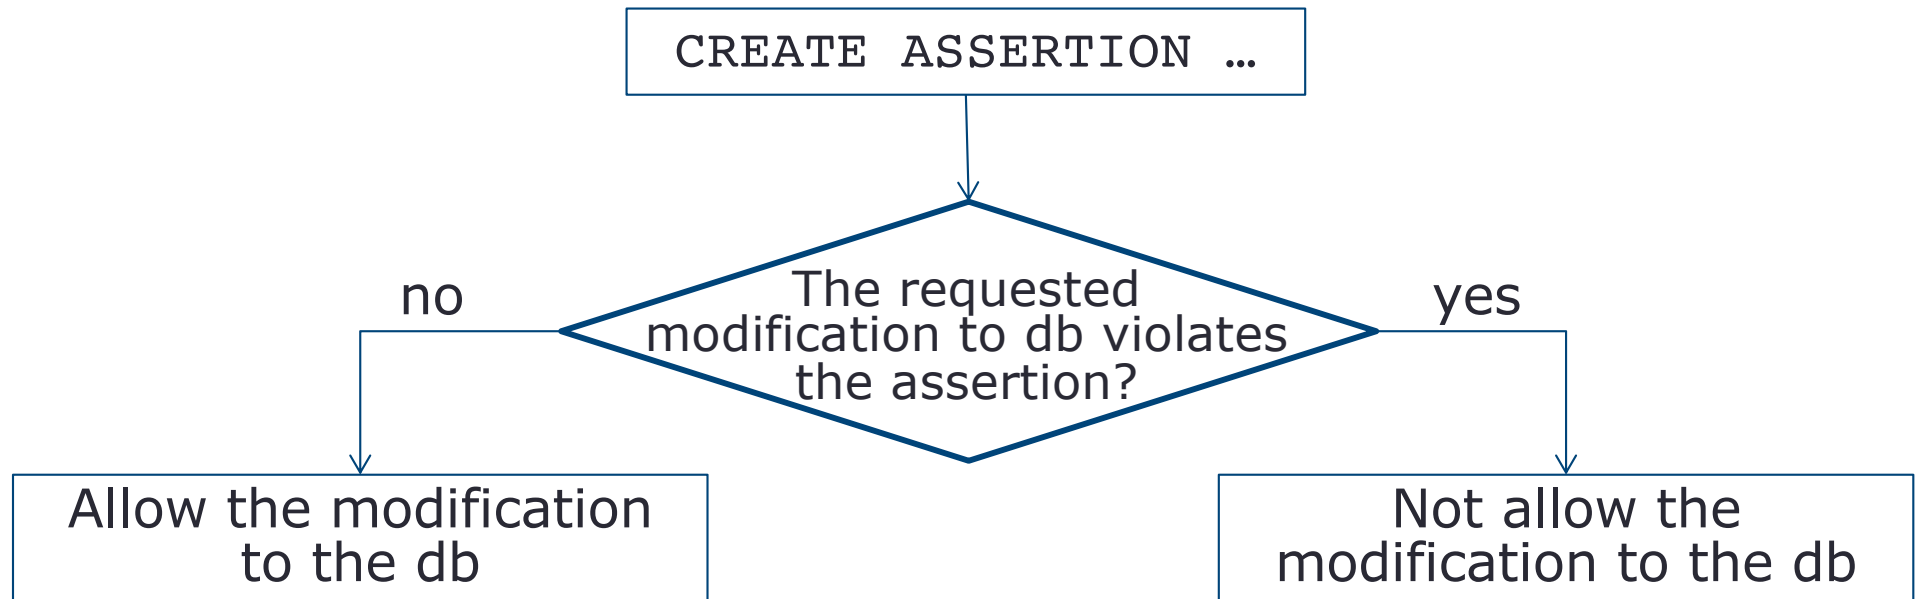 CREATE ASSERTION …
The requested
no
yes
modification to db violates
the assertion?
Allow the modification
to the db
Not allow the
modification to the db